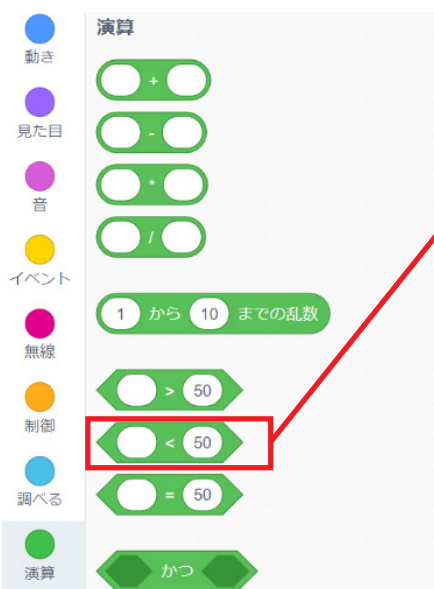 動き
見た目
音
イベント
無線
制御
調べる
演算
演算
+
-
*
/
1 から 10 までの乱数
> 50
< 50
= 50
かつ